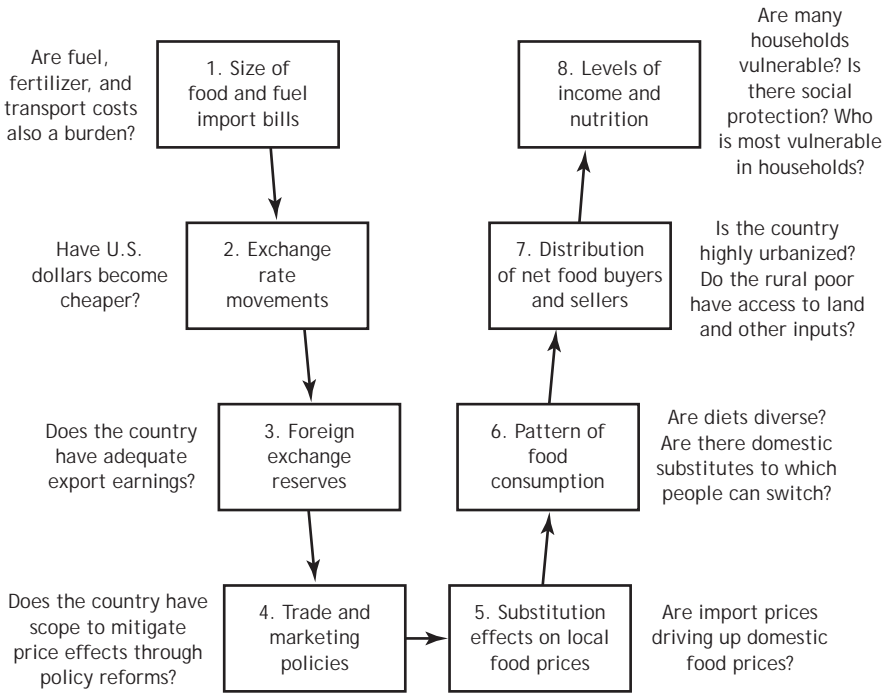 Are fuel,
fertilizer, and
transport costs
also a burden?
1. Size of
food and fuel
import bills
Have U.S.
dollars become
cheaper?
2. Exchange
rate
movements
Does the country
have adequate
export earnings?
3. Foreign
exchange
reserves
Does the country have
scope to mitigate
price effects through
policy reforms?
4. Trade and
marketing
policies
5. Substitution
effects on local
food prices
Are import prices
driving up domestic
food prices?
6. Pattern of
food
consumption
Are diets diverse?
Are there domestic
substitutes to which
people can switch?
7. Distribution
of net food buyers
and sellers
Is the country
highly urbanized?
Do the rural poor
have access to land
and other inputs?
8. Levels of
income and
nutrition
Are many
households
vulnerable? Is
there social
protection? Who
is most vulnerable
in households?